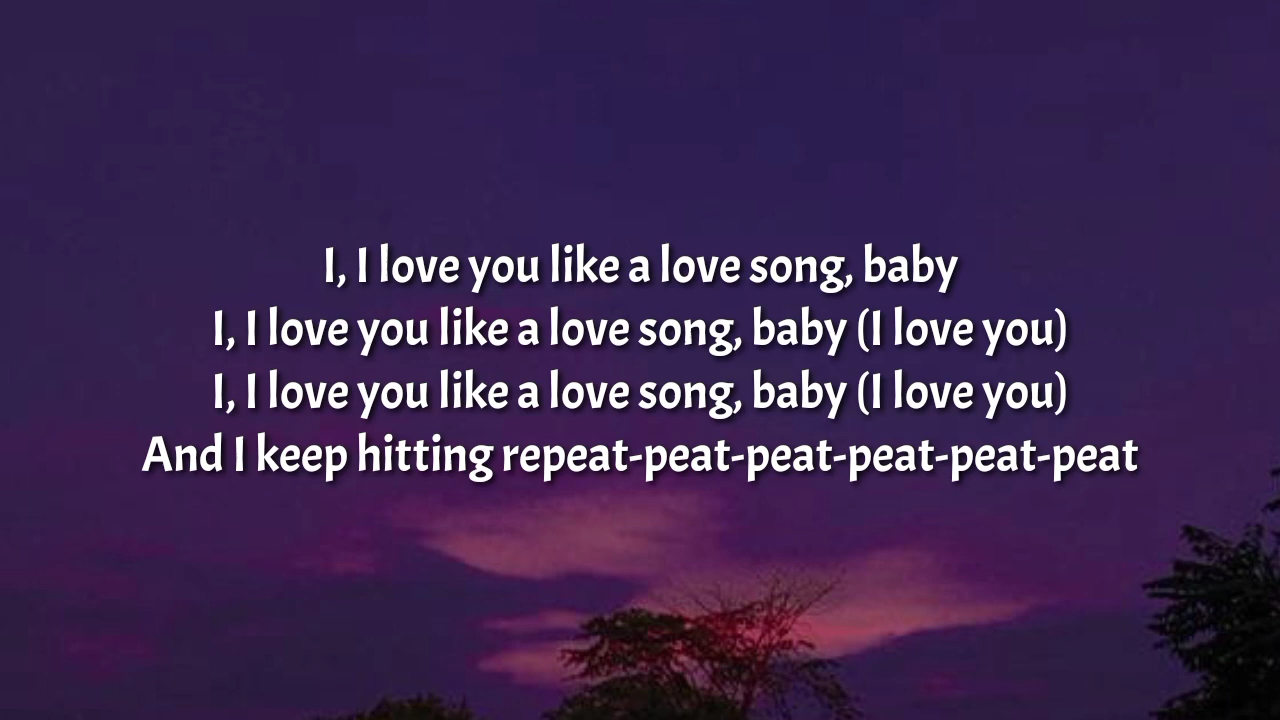 I, I love you like a love song, baby
I, I love you like a love song, baby (I love you)
I, I love you like a love song, baby (I love you)
And I keep hitting repeat-peat-peat-peat-peat-peat